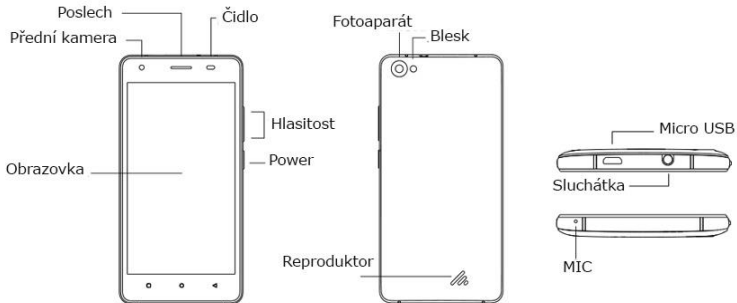 Poslech
Čidlo
Přední kamera
Hlasitost
Power
Obrazovka
Fotoaparát
Blesk
Reproduktor
Micro USB
Sluchátka
MIC